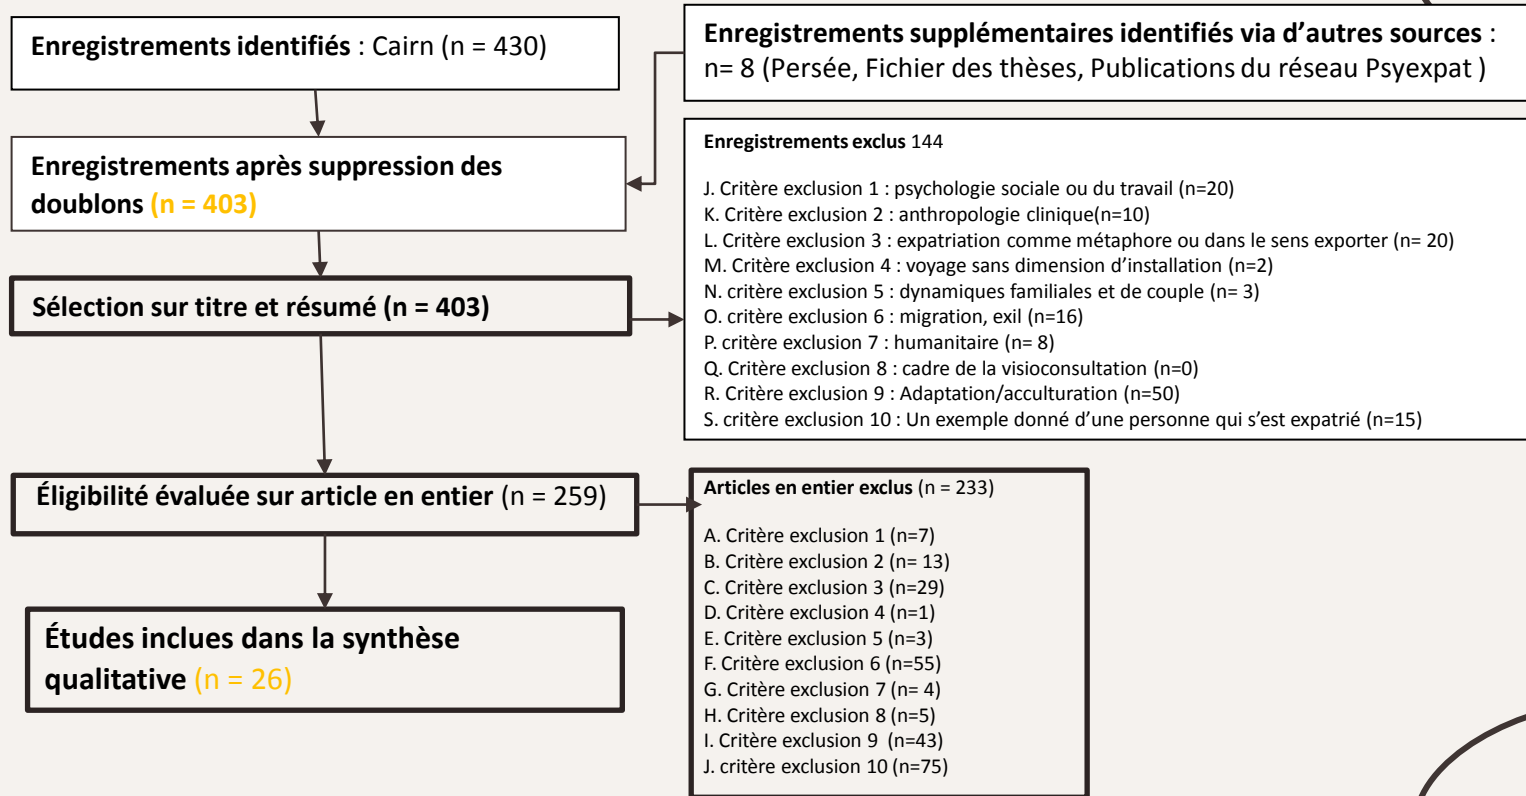 Enregistrements identifiés : Cairn (n = 430)
Enregistrements supplémentaires identifiés via d'autres sources :
n= 8 (Persée, Fichier des thèses, Publications du réseau Psyexpat )
Enregistrements après suppression des
doublons (n = 403)
Enregistrements exclus 144
J. Critère exclusion 1 : psychologie sociale ou du travail (n=20)
K. Critère exclusion 2 : anthropologie clinique(n=10)
L. Critère exclusion 3 : expatriation comme métaphore ou dans le sens exporter (n= 20)
M. Critère exclusion 4 : voyage sans dimension d'installation (n=2)
N. critère exclusion 5 : dynamiques familiales et de couple (n= 3)
O. critère exclusion 6 : migration, exil (n=16)
P. critère exclusion 7 : humanitaire (n= 8)
Q. Critère exclusion 8 : cadre de la visioconsultation (n=0)
R. Critère exclusion 9 : Adaptation/acculturation (n=50)
S. critère exclusion 10 : Un exemple donné d'une personne qui s'est expatrié (n=15)
Sélection sur titre et résumé (n = 403)
Éligibilité évaluée sur article en entier (n = 259)
Articles en entier exclus (n = 233)
A. Critère exclusion 1 (n=7)
B. Critère exclusion 2 (n= 13)
C. Critère exclusion 3 (n=29)
D. Critère exclusion 4 (n=1)
E. Critère exclusion 5 (n=3)
F. Critère exclusion 6 (n=55)
G. Critère exclusion 7 (n= 4)
H. Critère exclusion 8 (n=5)
I. Critère exclusion 9 (n=43)
J. critère exclusion 10 (n=75)
Études inclues dans la synthèse
qualitative (n = 26)